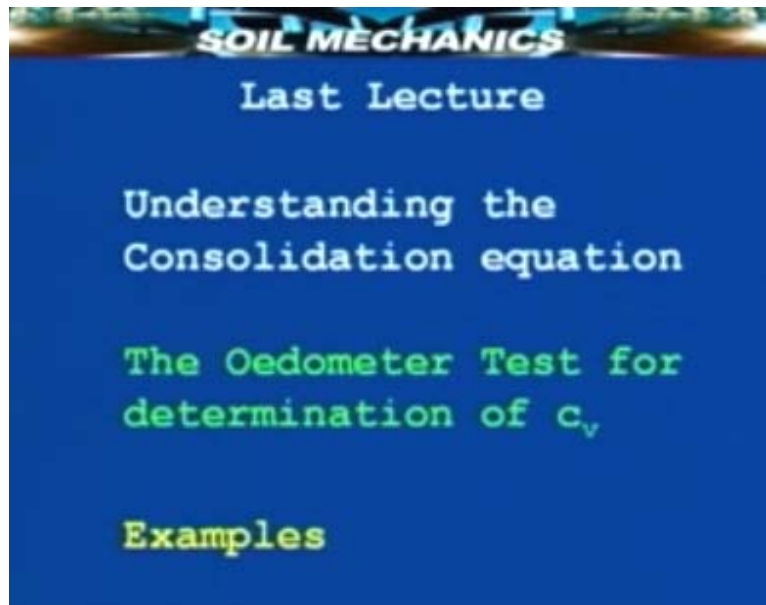 SOIL MECHANICS
Last Lecture
Understanding the
Consolidation equation
The Oedometer Test for
determination of cᵥ
Examples